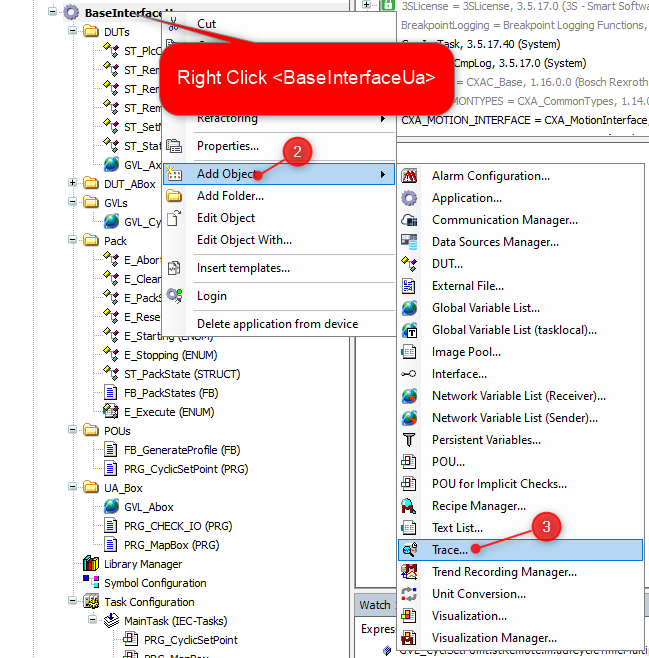 BaseInterfaceUa
DUTs
ST_PlcC
ST_Rem
ST_Rem
ST_Rem
ST_SetM
ST_Stat
GVL_Ax
DUT_ABox
GVLs
GVL_Cy
Pack
E_Abort
E_Clear
E_PackS
E_Rese
E_Starting (ENUM)
E_Stopping (ENUM)
ST_PackState (STRUCT)
FB_PackStates (FB)
E_Execute (ENUM)
POUs
FB_GenerateProfile (FB)
PRG_CyclicSetPoint (PRG)
UA_Box
GVL_Abox
PRG_CHECK_IO (PRG)
PRG_MapBox (PRG)
Library Manager
Symbol Configuration
Task Configuration
MainTask (IEC-Tasks)
PRG_CyclicSetPoint
PRG_MapBox
Cut
Right Click <BaseInterfaceUa>
Refactoring
Properties...
2
Add Object
Add Folder...
Edit Object
Edit Object With...
Insert templates...
Login
Delete application from device
3SLicense = 3SLicense, 3.5.17.0 (3S - Smart Softwa
BreakpointLogging = Breakpoint Logging Functions,
Task, 3.5.17.40 (System)
CmpLog, 3.5.17.0 (System)
= CXAC_Base, 1.16.0.0 (Bosch Rexroth
MONTYPES = CXA_CommonTypes, 1.14.0
CXA_MOTION_INTERFACE = CXA_MotionInterface,
Alarm Configuration...
Application...
Communication Manager...
Data Sources Manager...
DUT...
External File...
Global Variable List...
Global Variable List (tasklocal)...
Image Pool...
Interface...
Network Variable List (Receiver)...
Network Variable List (Sender)...
Persistent Variables...
POU...
POU for Implicit Checks...
Recipe Manager...
Text List...
3
Trace...
Trend Recording Manager...
Unit Conversion...
Visualization...
Visualization Manager...
Watch
Expres